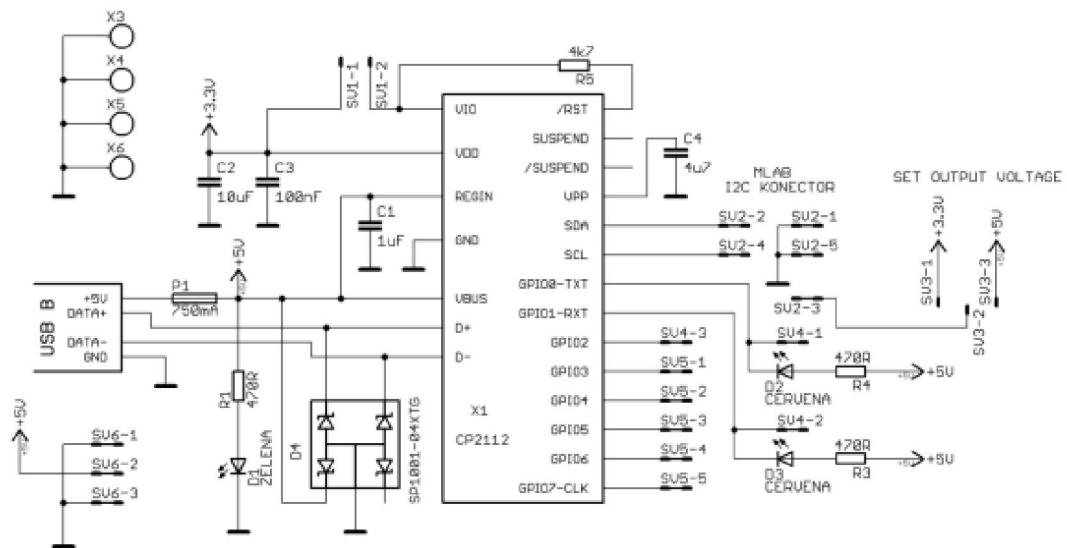 X3
X4
X5
X6
+3.3V
C2
10uF
C3
100nF
SV1-1
SV1-2
4k7
R5
VIO
VDD
REGIN
GND
VBUS
D+
D-
/RST
SUSPEND
/SUSPEND
VPP
SDA
SCL
GPIO0-TXT
GPIO1-RXT
GPIO2
GPIO3
GPIO4
GPIO5
GPIO6
GPIO7-CLK
X1
CP2112
C4
4u7
C1
1uF
MLAB
I2C KONECTOR
SV2-2
SV2-1
SV2-4
SV2-5
SV2-3
SET OUTPUT VOLTAGE
+3.3V
+5V
+5V
SV3-1
SV3-3
SV3-2
USB B
+5V
DATA+
DATA-
GND
P1
750mA
+5V
+5V
R1
470R
D1
ZELENA
D4
SP1001-04XTG
SV4-3
SV5-1
SV5-2
SV5-3
SV5-4
SV5-5
SV4-1
D2
CERVENA
470R
R4
+5V
+5V
SV4-2
D3
CERVENA
470R
R3
+5V
+5V
+5V
+5V
SV6-1
SV6-2
SV6-3